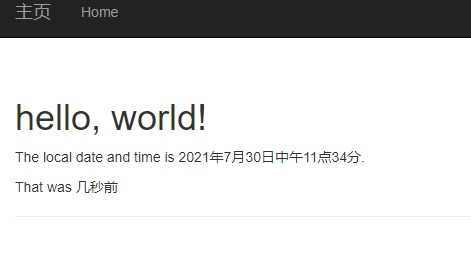 主页 Home
hello, world!
The local date and time is 2021年7月30日中午11点34分.
That was 几秒前